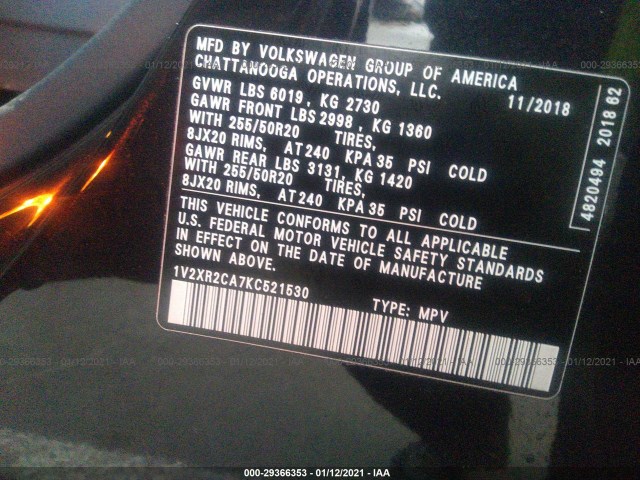 MFD BY VOLKSWAGEN GROUP OF AMERICA
CHATTANOOGA OPERATIONS, LLC.
11/2018
GVWR LBS 6019, KG 2730
GAWR FRONT LBS 2998, KG 1360
WITH 255/50R20 TIRES,
8JX20 RIMS, AT 240 KPA 35 PSI COLD
GAWR REAR LBS 3131, KG 1420
WITH 255/50R20 TIRES,
8JX20 RIMS, AT 240 KPA 35 PSI COLD
THIS VEHICLE CONFORMS TO ALL APPLICABLE
U.S. FEDERAL MOTOR VEHICLE SAFETY STANDARDS
IN EFFECT ON THE DATE OF MANUFACTURE
SHOWN ABOVE.
1V2XR2CA7KC521530
TYPE: MPV
4820494 2018 62
000-29366353 - 01/12/2021 - IAA